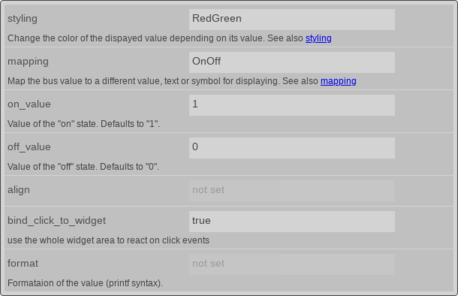 styling RedGreen
Change the color of the dispayed value depending on its value. See also styling
mapping OnOff
Map the bus value to a different value, text or symbol for displaying. See also mapping
on_value 1
Value of the "on" state. Defaults to "1".
off_value 0
Value of the "off" state. Defaults to "0".
align not set
bind_click_to_widget true
use the whole widget area to react on click events
format not set
Formataion of the value (printf syntax).